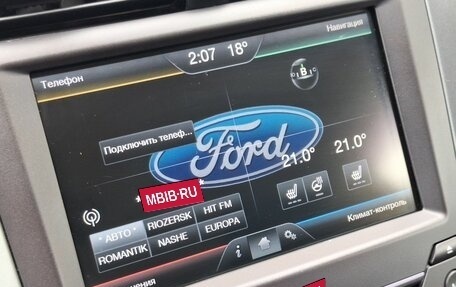 2:07 18°
Телефон
Навигация
В
Подключить телеф...
Ford
21.0° 21.0°
MBIB-RU
* АВТО * RIOZERSK HIT FM
ROMANTIK NASHE EUROPA
i
Климат-контроль